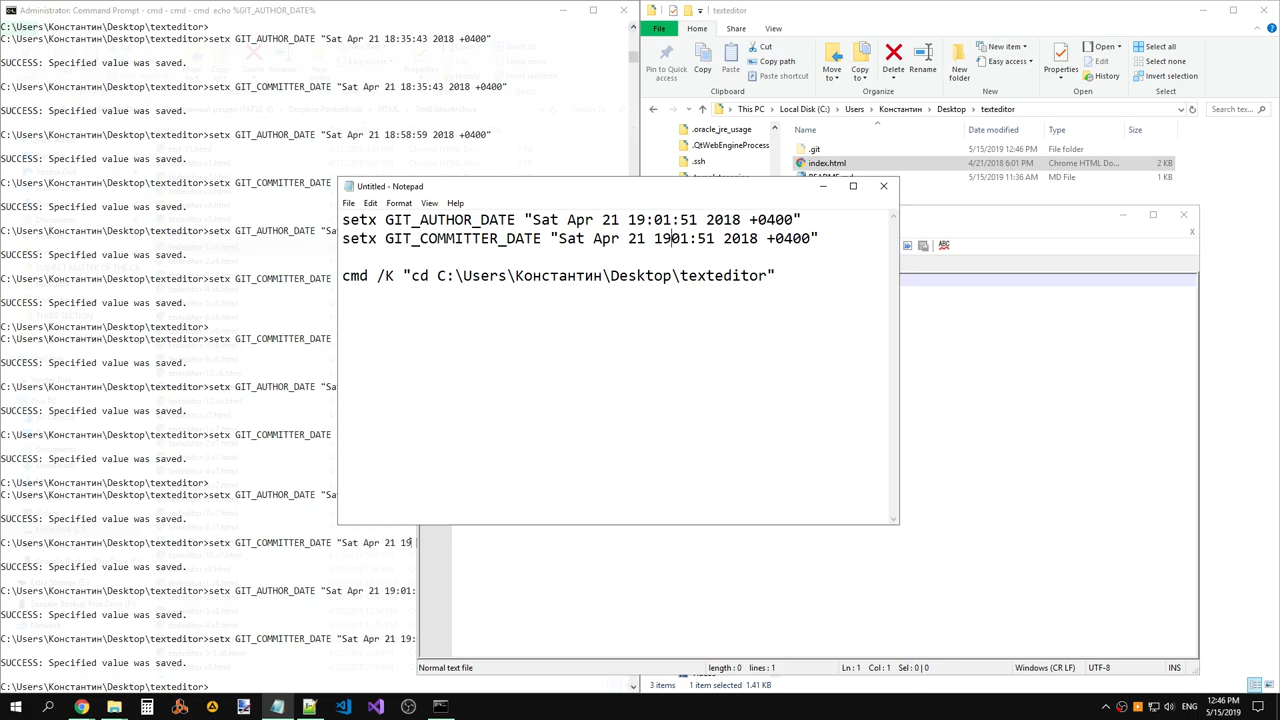 Administrator: Command Prompt - cmd - cmd - cmd echo %GIT_AUTHOR_DATE%
C:\Users\Константин\Desktop\texteditor>
C:\Users\Константин\Desktop\texteditor>setx GIT_AUTHOR_DATE "Sat Apr 21 18:35:43 2018 +0400"
SUCCESS: Specified value was saved.
C:\Users\Константин\Desktop\texteditor>setx GIT_COMMITTER_DATE "Sat Apr 21 18:35:43 2018 +0400"
SUCCESS: Specified value was saved.
C:\Users\Константин\Desktop\texteditor>setx GIT_AUTHOR_DATE "Sat Apr 21 18:58:59 2018 +0400"
SUCCESS: Specified value was saved.
C:\Users\Константин\Desktop\texteditor>setx GIT_COMMITTER_DATE
SUCCESS: Specified value was saved.
C:\Users\Константин\Desktop\texteditor>setx GIT_AUTHOR_DATE "Sa
SUCCESS: Specified value was saved.
C:\Users\Константин\Desktop\texteditor>setx GIT_COMMITTER_DATE
SUCCESS: Specified value was saved.
C:\Users\Константин\Desktop\texteditor>
C:\Users\Константин\Desktop\texteditor>setx GIT_COMMITTER_DATE
SUCCESS: Specified value was saved.
C:\Users\Константин\Desktop\texteditor>setx GIT_AUTHOR_DATE "Sa
SUCCESS: Specified value was saved.
C:\Users\Константин\Desktop\texteditor>setx GIT_COMMITTER_DATE
SUCCESS: Specified value was saved.
C:\Users\Константин\Desktop\texteditor>
C:\Users\Константин\Desktop\texteditor>setx GIT_AUTHOR_DATE "Sa
SUCCESS: Specified value was saved.
C:\Users\Константин\Desktop\texteditor>setx GIT_COMMITTER_DATE "Sat Apr 21 19
SUCCESS: Specified value was saved.
C:\Users\Константин\Desktop\texteditor>setx GIT_AUTHOR_DATE "Sat Apr 21 19:01:
SUCCESS: Specified value was saved.
C:\Users\Константин\Desktop\texteditor>setx GIT_COMMITTER_DATE "Sat Apr 21 19:
SUCCESS: Specified value was saved.
C:\Users\Константин\Desktop\texteditor>
texteditor
File Home Share View
Pin to Quick access
Copy
Paste
Cut
Copy path
Paste shortcut
Clipboard
Move to
Copy to
Delete
Rename
Organize
New folder
New item
Easy access
New
Properties
Open
Edit
History
Open
Select all
Select none
Invert selection
Select
This PC > Local Disk (C:) > Users > Константин > Desktop > texteditor
Search tex...
.oracle_jre_usage
.QtWebEngineProcess
.ssh
Name Date modified Type Size
.git 5/15/2019 12:46 PM File folder
index.html 4/21/2018 6:01 PM Chrome HTML Do... 2 KB
README.md 5/15/2019 11:36 AM MD File 1 KB
Untitled - Notepad
File Edit Format View Help
setx GIT_AUTHOR_DATE "Sat Apr 21 19:01:51 2018 +0400"
setx GIT_COMMITTER_DATE "Sat Apr 21 1901:51 2018 +0400"
cmd /K "cd C:\Users\Константин\Desktop\texteditor"
Normal text file length : 0 lines : 1 Ln : 1 Col : 1 Sel : 0 | 0 Windows (CR LF) UTF-8 INS
3 items 1 item selected 1.41 KB
ENG
12:46 PM
5/15/2019